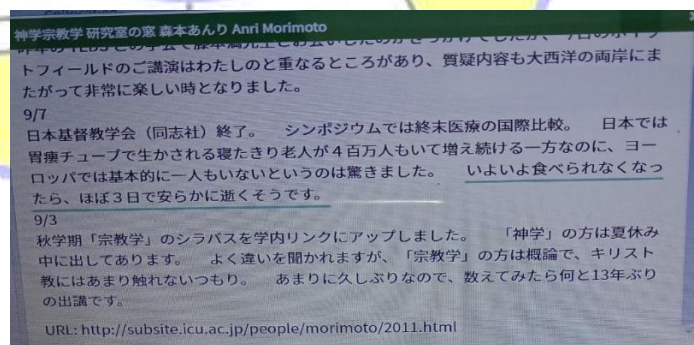 神学宗教学 研究室の窓 森本あんり Anri Morimoto
トフィールドのご講演はわたしのと重なるところがあり、質疑内容も大西洋の両岸にま
たがって非常に楽しい時となりました。
9/7
日本基督教学会（同志社）終了。　シンポジウムでは終末医療の国際比較。　日本では
胃瘻チューブで生かされる寝たきり老人が４百万人もいて増え続ける一方なのに、ヨー
ロッパでは基本的に一人もいないというのは驚きました。　いよいよ食べられなくなっ
たら、ほぼ３日で安らかに逝くそうです。
9/3
秋学期「宗教学」のシラバスを学内リンクにアップしました。　「神学」の方は夏休み
中に出してあります。　よく違いを聞かれますが、「宗教学」の方は概論で、キリスト
教にはあまり触れないつもり。　あまりに久しぶりなので、数えてみたら何と13年ぶり
の出講です。
URL: http://subsite.icu.ac.jp/people/morimoto/2011.html